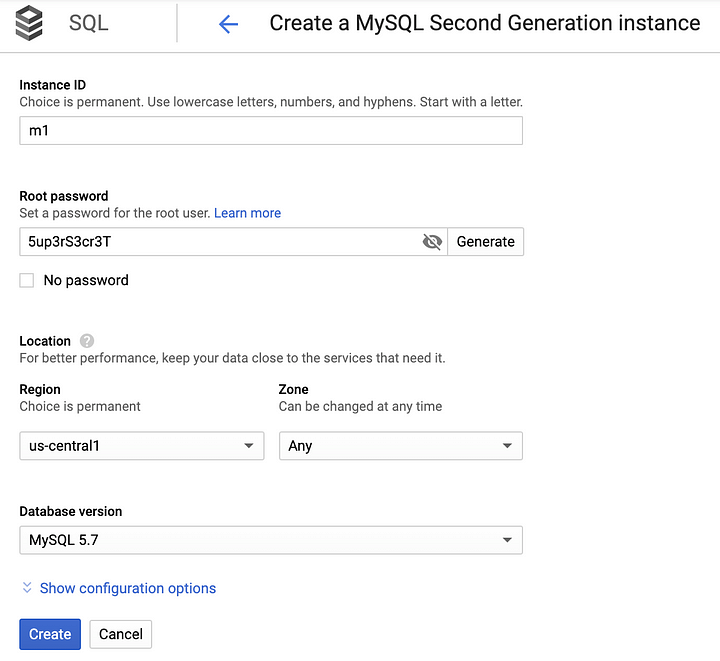 SQL
Create a MySQL Second Generation instance
Instance ID
Choice is permanent. Use lowercase letters, numbers, and hyphens. Start with a letter.
m1
Root password
Set a password for the root user. Learn more
5up3rS3cr3T
Generate
No password
Location ?
For better performance, keep your data close to the services that need it.
Region
Choice is permanent
Zone
Can be changed at any time
us-central1
Any
Database version
MySQL 5.7
Show configuration options
Create
Cancel